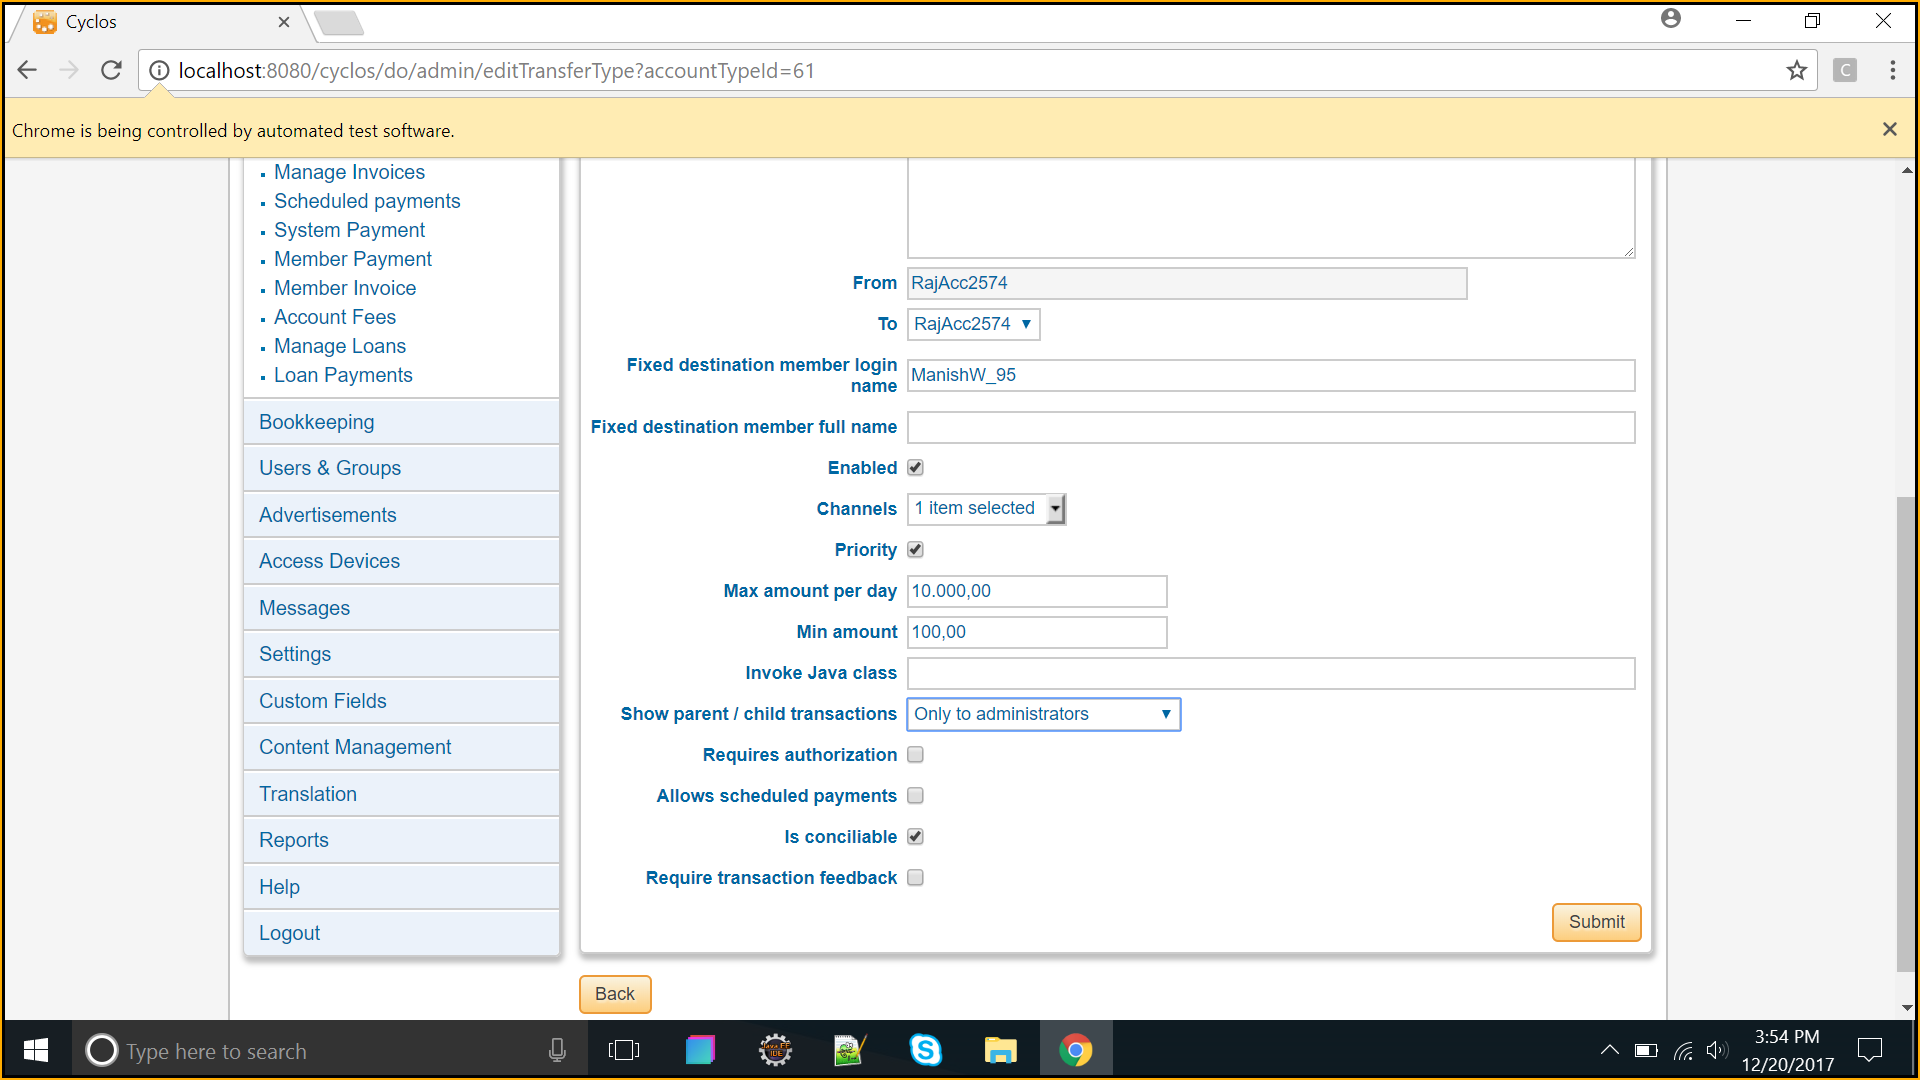 Cyclos
localhost:8080/cyclos/do/admin/editTransferType?accountTypeId=61
C
Chrome is being controlled by automated test software.
Manage Invoices
Scheduled payments
System Payment
Member Payment
Member Invoice
Account Fees
Manage Loans
Loan Payments
Bookkeeping
Users & Groups
Advertisements
Access Devices
Messages
Settings
Custom Fields
Content Management
Translation
Reports
Help
Logout
From RajAcc2574
To RajAcc2574
Fixed destination member login
name ManishW_95
Fixed destination member full name
Enabled
Channels 1 item selected
Priority
Max amount per day 10.000,00
Min amount 100,00
Invoke Java class
Show parent / child transactions Only to administrators
Requires authorization
Allows scheduled payments
Is conciliable
Require transaction feedback
Submit
Back
Type here to search
3:54 PM
12/20/2017